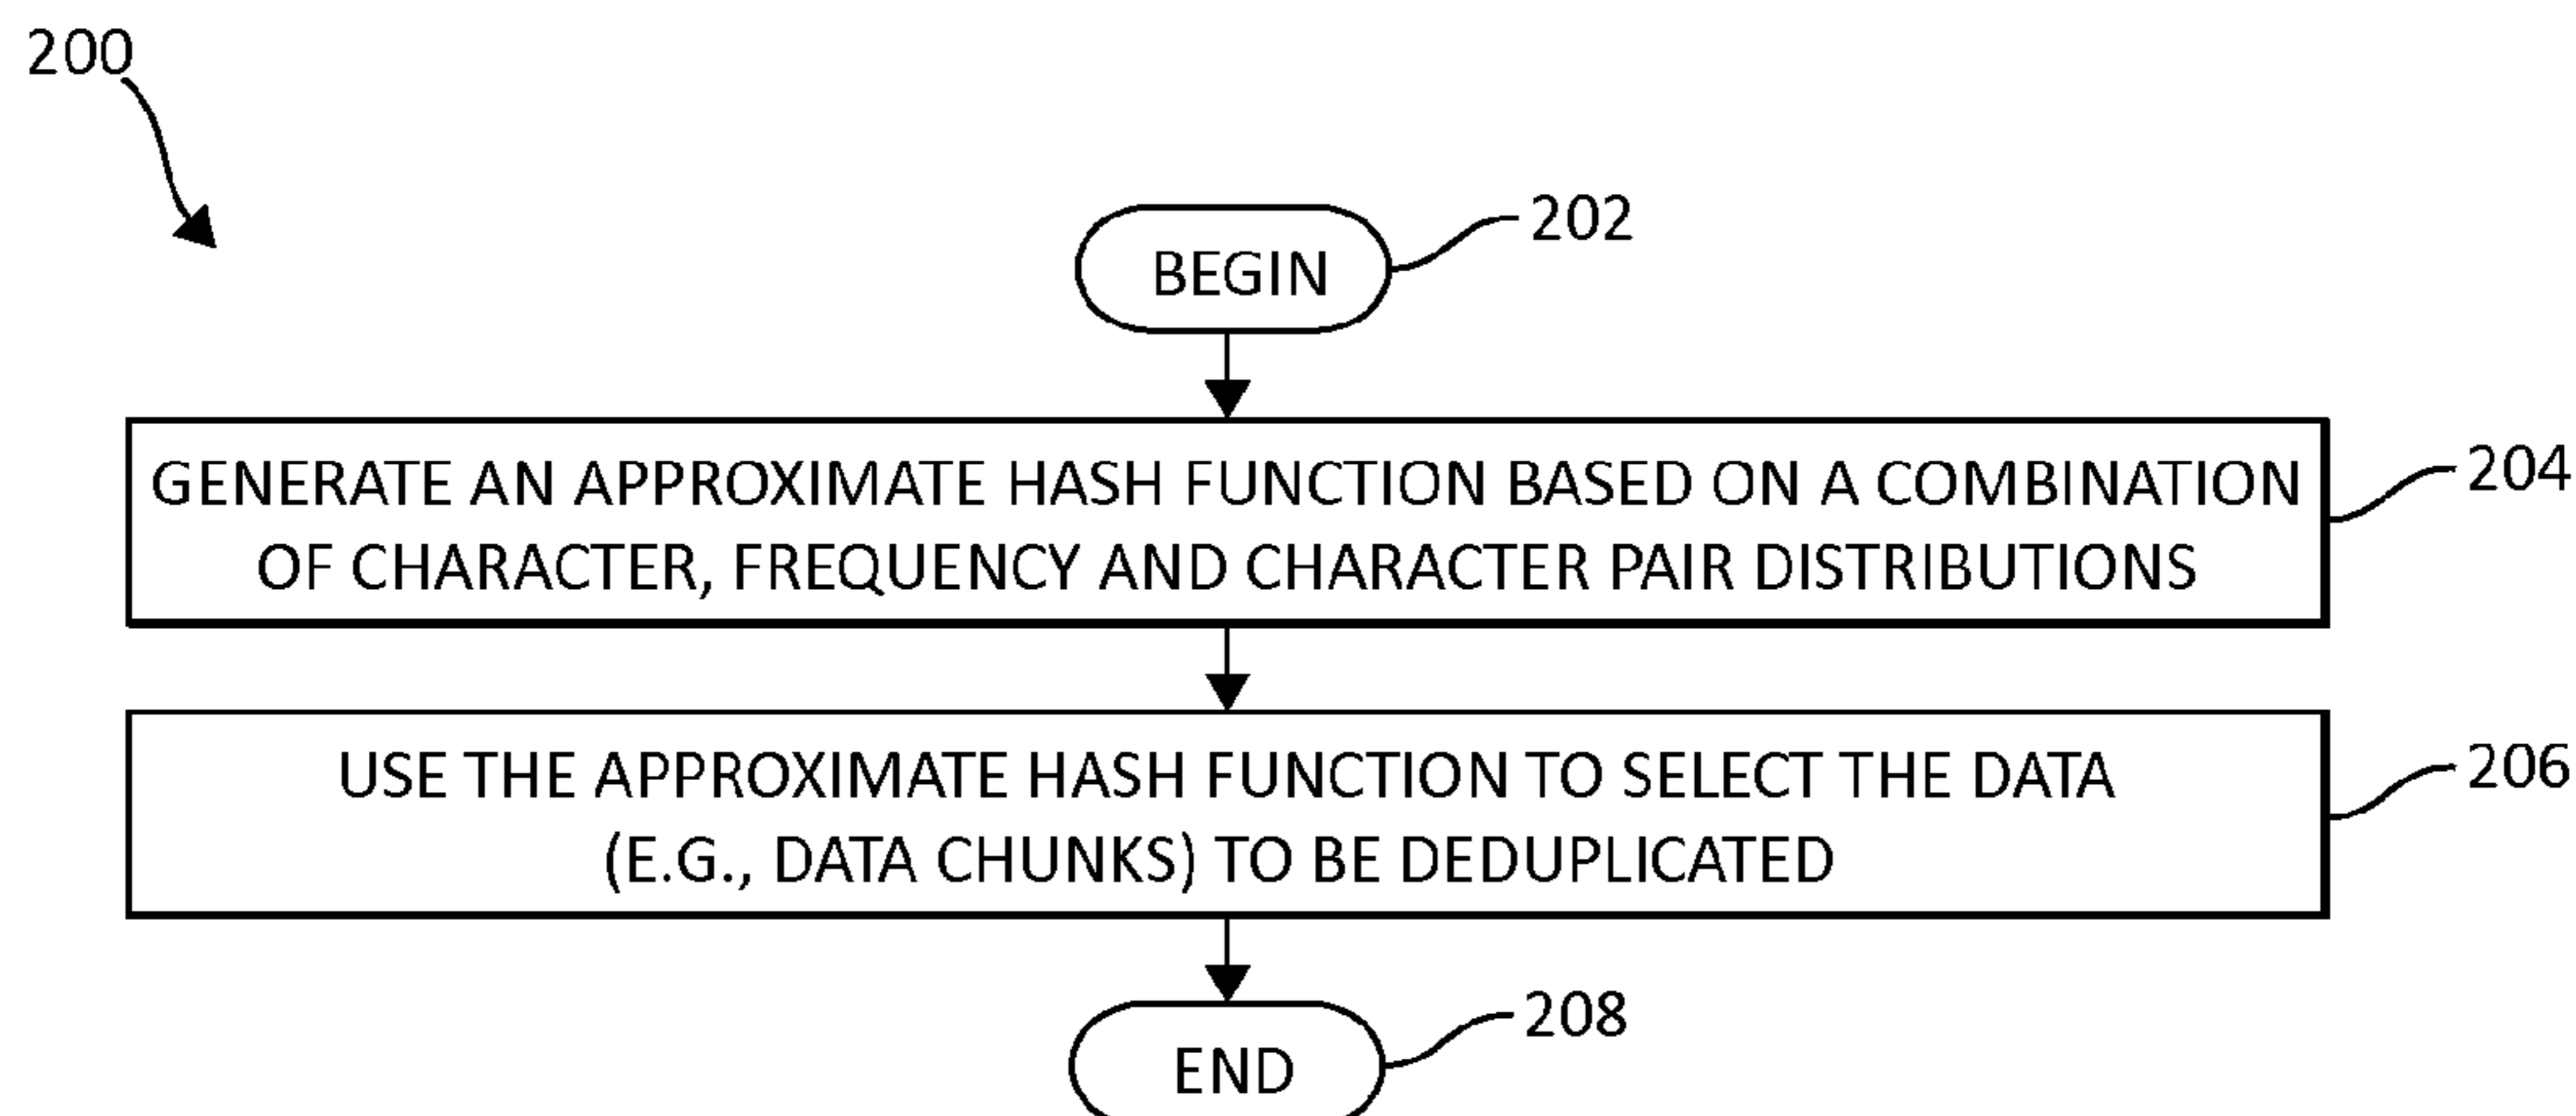 200
202
BEGIN
GENERATE AN APPROXIMATE HASH FUNCTION BASED ON A COMBINATION
OF CHARACTER, FREQUENCY AND CHARACTER PAIR DISTRIBUTIONS
204
USE THE APPROXIMATE HASH FUNCTION TO SELECT THE DATA
(E.G., DATA CHUNKS) TO BE DEDUPLICATED
206
208
END